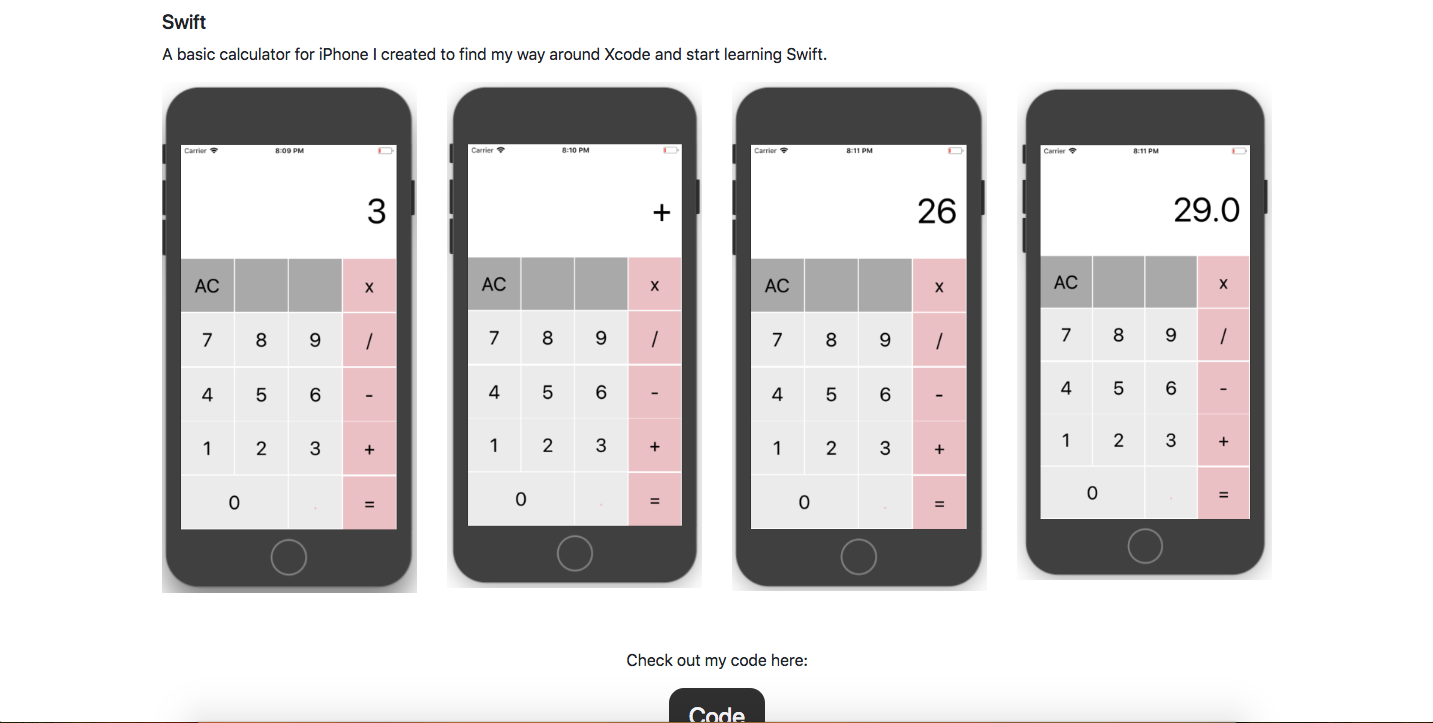 Swift
A basic calculator for iPhone I created to find my way around Xcode and start learning Swift.
Carrier 8:09 PM
3
AC x
7 8 9 /
4 5 6 -
1 2 3 +
0 . =
Carrier 8:10 PM
+
AC x
7 8 9 /
4 5 6 -
1 2 3 +
0 . =
Carrier 8:11 PM
26
AC x
7 8 9 /
4 5 6 -
1 2 3 +
0 . =
Carrier 8:11 PM
29.0
AC x
7 8 9 /
4 5 6 -
1 2 3 +
0 . =
Check out my code here:
Code